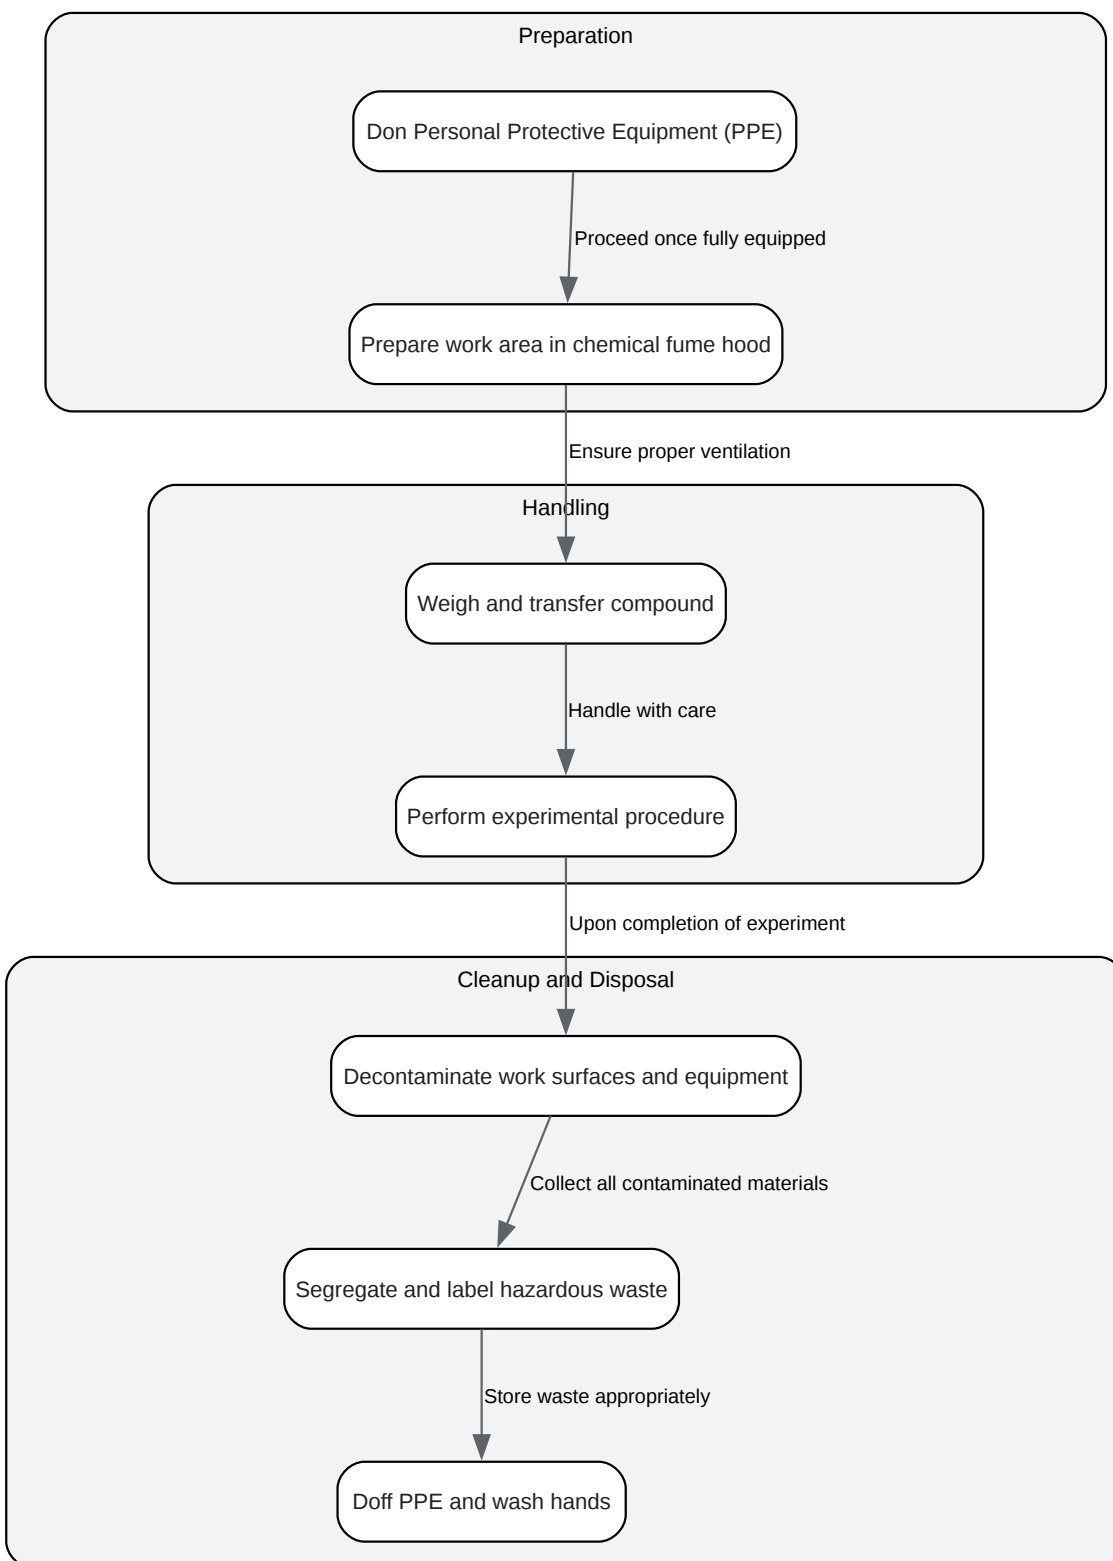 Preparation
Don Personal Protective Equipment (PPE)
Proceed once fully equipped
Prepare work area in chemical fume hood
Ensure proper ventilation
Handling
Weigh and transfer compound
Handle with care
Perform experimental procedure
Upon completion of experiment
Cleanup and Disposal
Decontaminate work surfaces and equipment
Collect all contaminated materials
Segregate and label hazardous waste
Store waste appropriately
Doff PPE and wash hands